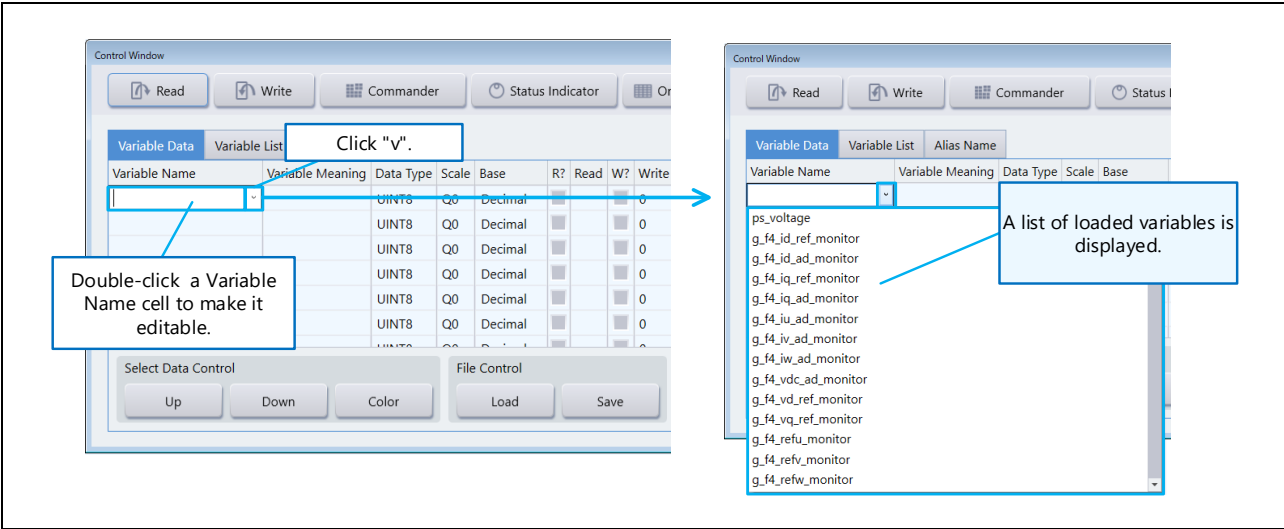 Control Window
Read
Write
Commander
Status Indicator
Variable Data
Variable List
Click "v".
Variable Name
Variable Meaning
Data Type
Scale
Base
R?
Read
W?
Write
UINT8 Q0 Decimal 0
UINT8 Q0 Decimal 0
UINT8 Q0 Decimal 0
UINT8 Q0 Decimal 0
UINT8 Q0 Decimal 0
UINT8 Q0 Decimal 0
UINT8
Double-click a Variable
Name cell to make it
editable.
Select Data Control
File Control
Up
Down
Color
Load
Save
Control Window
Read
Write
Commander
Status
Variable Data
Variable List
Alias Name
Variable Name
Variable Meaning
Data Type
Scale
Base
A list of loaded variables is
displayed.
ps_voltage
g_f4_id_ref_monitor
g_f4_id_ad_monitor
g_f4_iq_ref_monitor
g_f4_iq_ad_monitor
g_f4_iu_ad_monitor
g_f4_iv_ad_monitor
g_f4_iw_ad_monitor
g_f4_vdc_ad_monitor
g_f4_vd_ref_monitor
g_f4_vq_ref_monitor
g_f4_refu_monitor
g_f4_refv_monitor
g_f4_refw_monitor